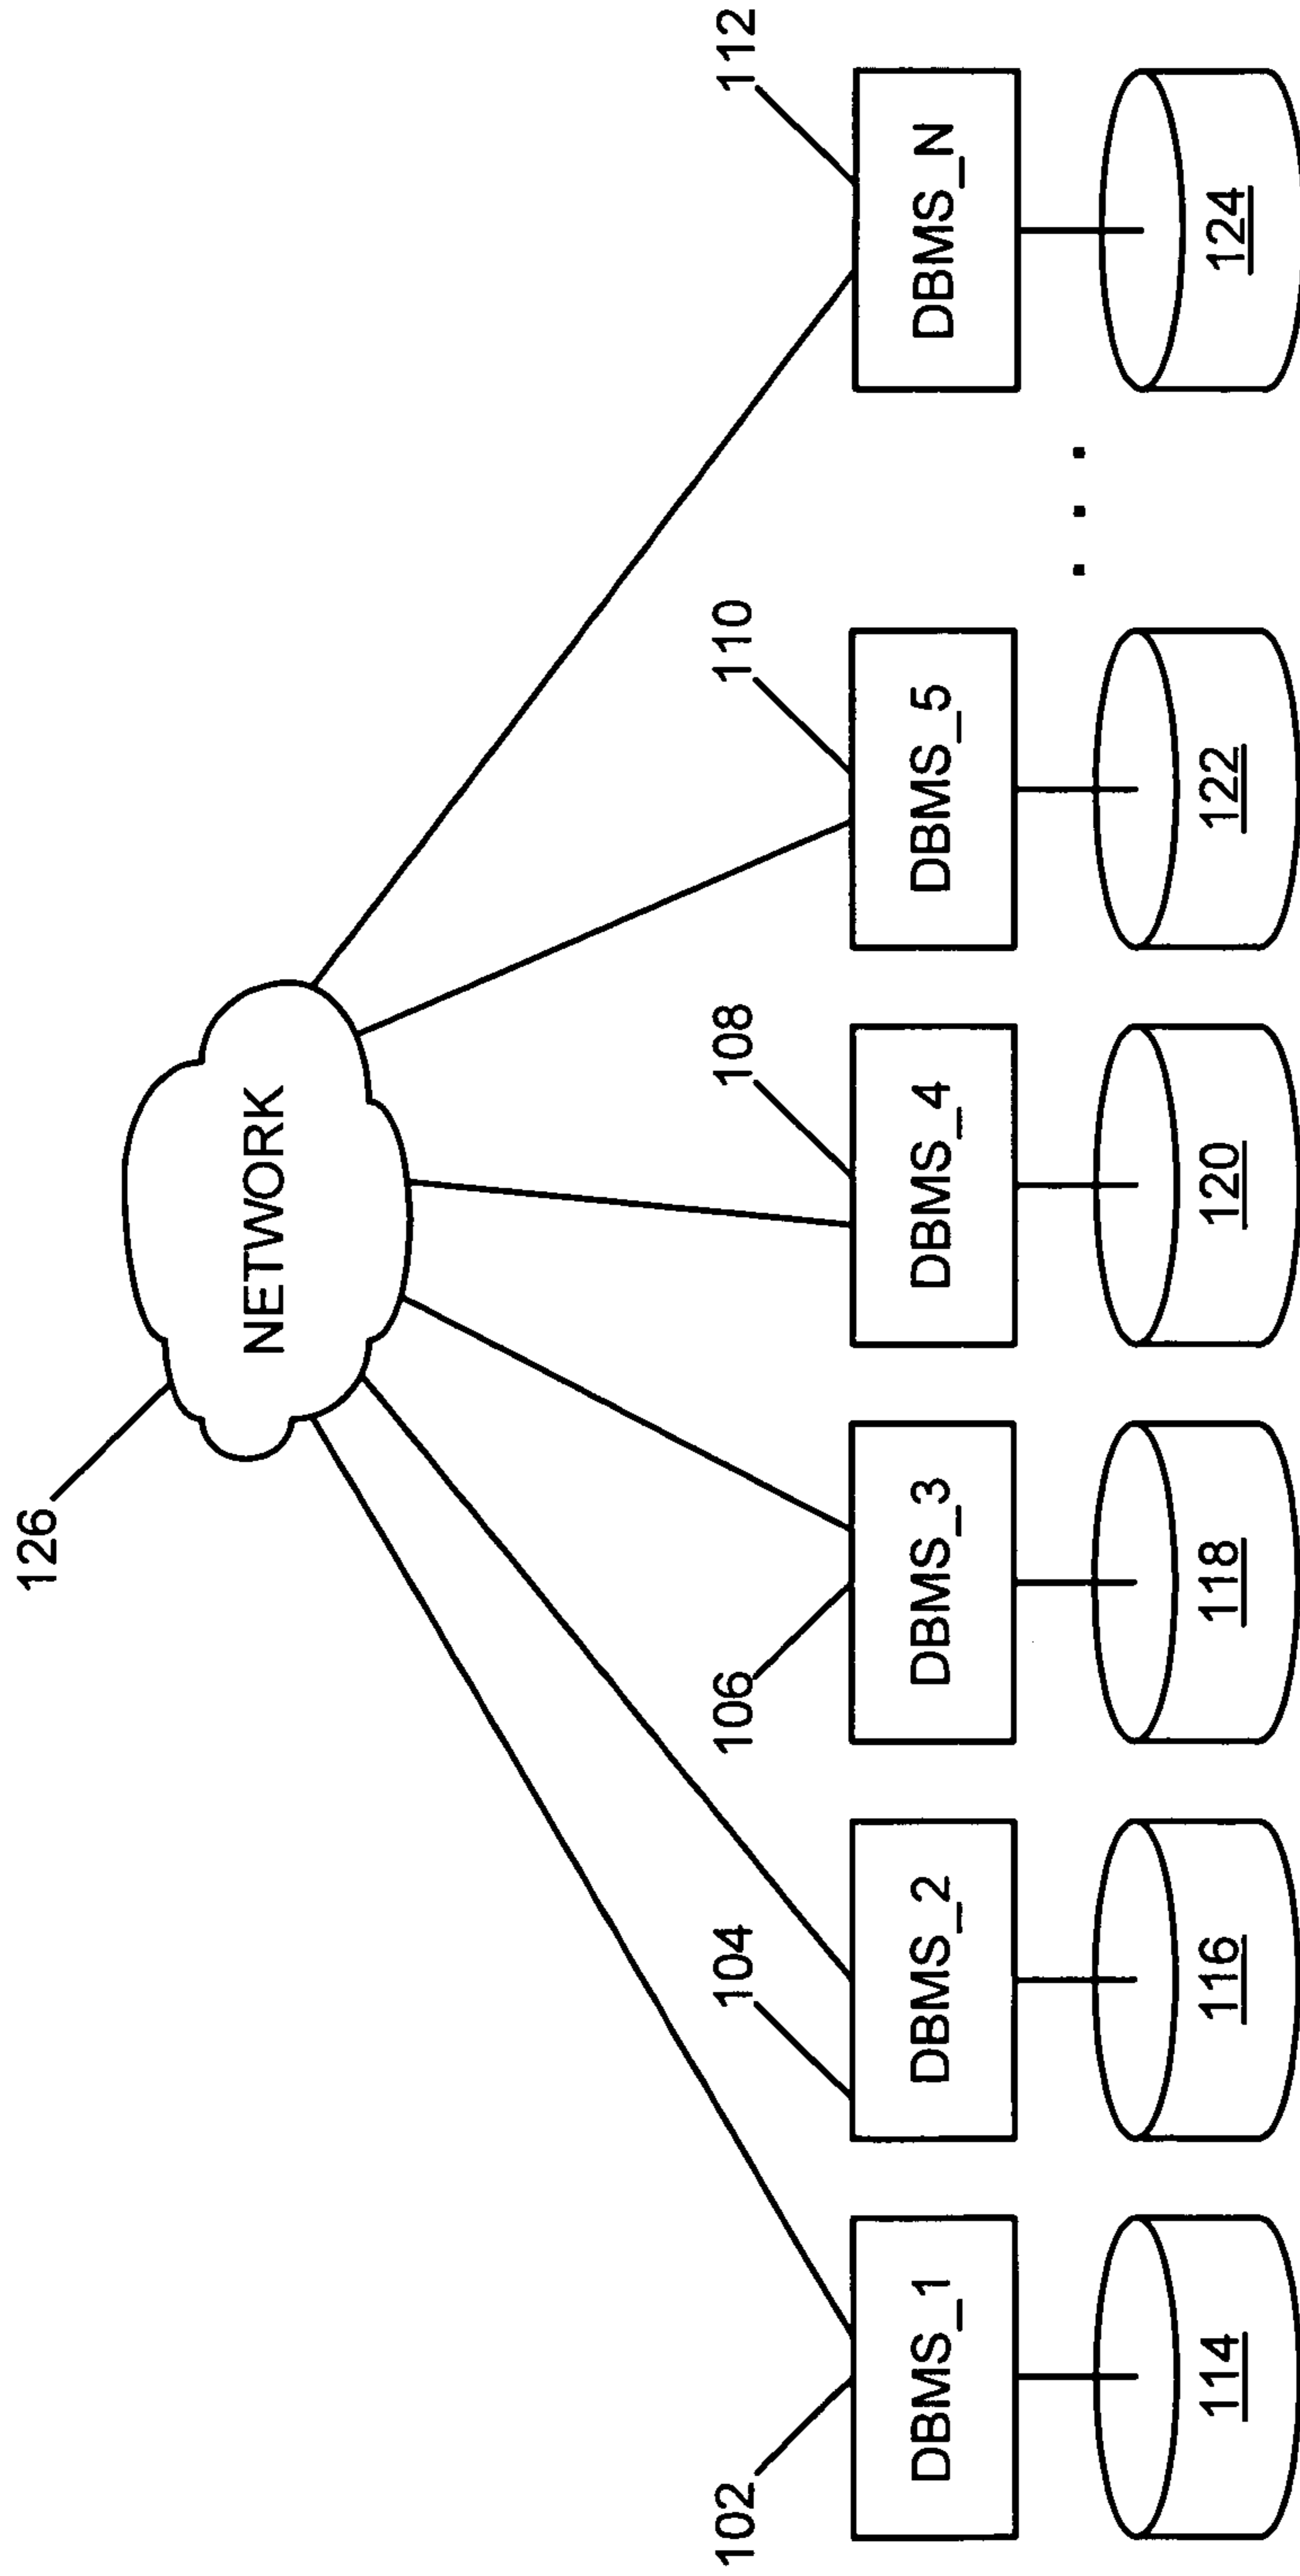 126
NETWORK
102
104
106
108
110
112
DBMS_1
DBMS_2
DBMS_3
DBMS_4
DBMS_5
. . .
DBMS_N
114
116
118
120
122
124